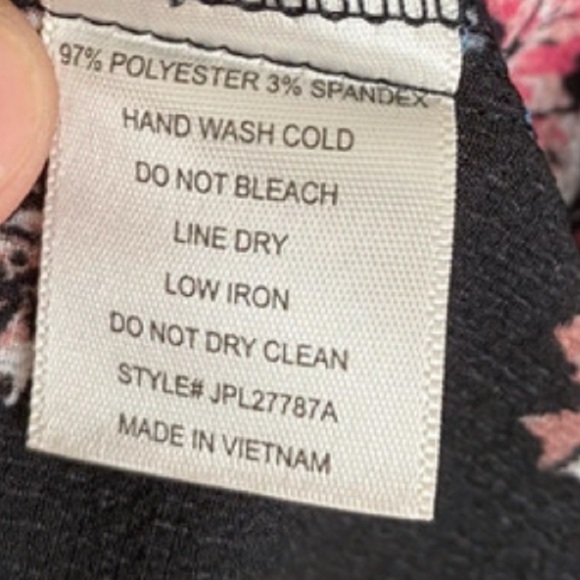 97% POLYESTER 3% SPANDEX
HAND WASH COLD
DO NOT BLEACH
LINE DRY
LOW IRON
DO NOT DRY CLEAN
STYLE# JPL27787A
MADE IN VIETNAM